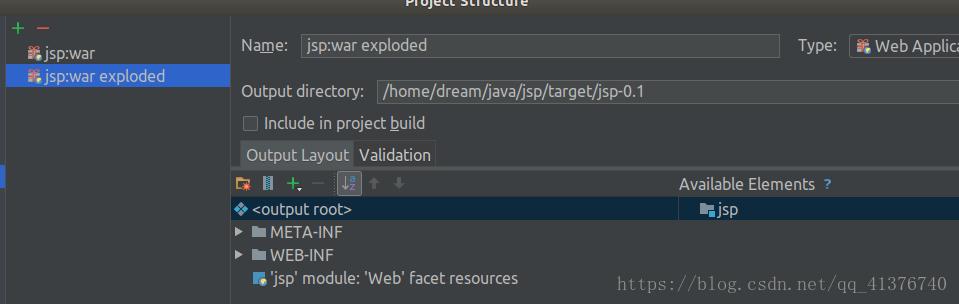 Project Structure
jsp:war
jsp:war exploded
Name: jsp:war exploded Type: Web Applica
Output directory: /home/dream/java/jsp/target/jsp-0.1
Include in project build
Output Layout Validation
Available Elements ?
<output root> jsp
META-INF
WEB-INF
'jsp' module: 'Web' facet resources
https://blog.csdn.net/qq_41376740